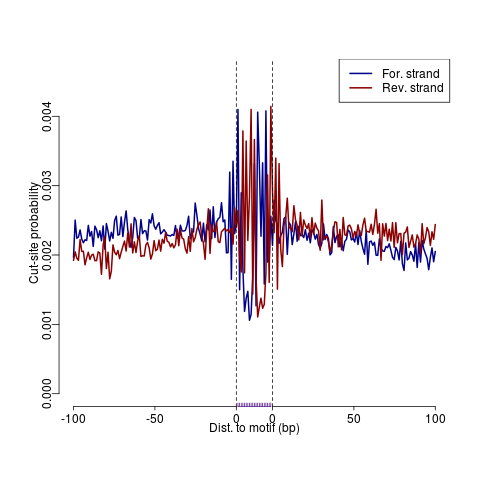 For. strand
Rev. strand
Cut-site probability
0.004
0.003
0.002
0.001
0.000
-100 -50 0 0 50 100
Dist. to motif (bp)